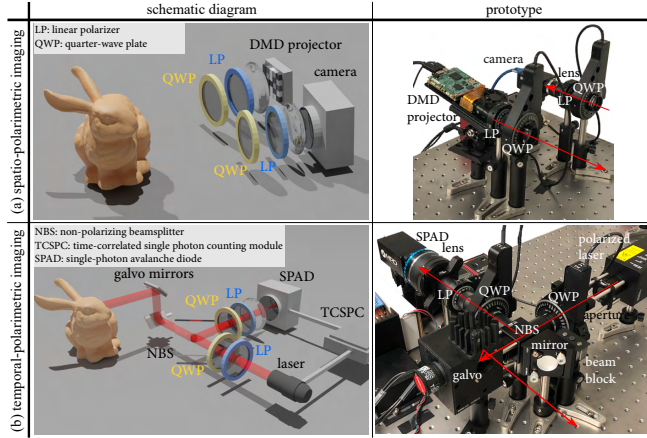 schematic diagram
prototype
(a) spatio-polarimetric imaging
LP: linear polarizer
QWP: quarter-wave plate
DMD projector
LP
camera
QWP
QWP
LP
camera
lens
QWP
LP
DMD
projector
LP
QWP
(b) temporal-polarimetric imaging
NBS: non-polarizing beamsplitter
TCSPC: time-correlated single photon counting module
SPAD: single-photon avalanche diode
galvo mirrors
SPAD
LP
QWP
TCSPC
NBS
QWP
LP
laser
SPAD
lens
polarized
laser
LP
QWP
QWP
aperture
NBS
mirror
galvo
beam
block